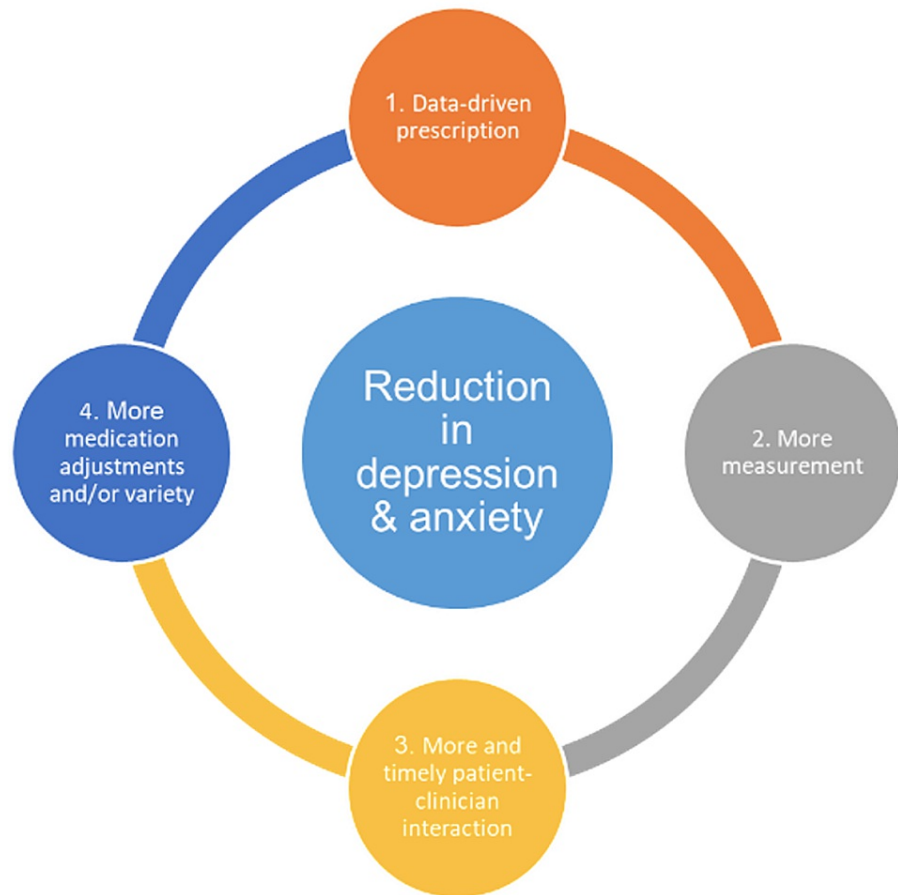 1. Data-driven
prescription
2. More
measurement
3. More and
timely patient-
clinician
interaction
4. More
medication
adjustments
and/or variety
Reduction
in
depression
& anxiety